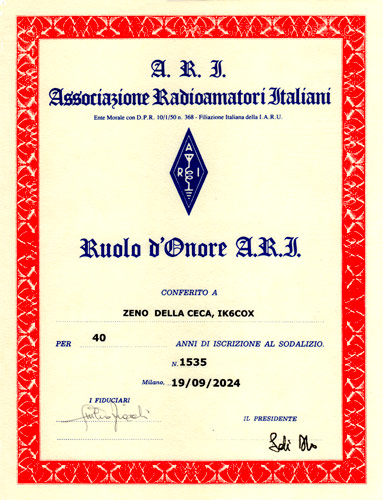 A. R. I.
Associazione Radioamatori Italiani
Ente Morale con D.P.R. 10/1/50 n. 368 - Filiazione Italiana della I.A.R.U.
A
R I
Ruolo d'Onore A.R.I.
CONFERITO A
ZENO DELLA CECA, IK6COX
PER 40 ANNI DI ISCRIZIONE AL SODALIZIO.
N. 1535
Milano, 19/09/2024
I FIDUCIARI
IL PRESIDENTE